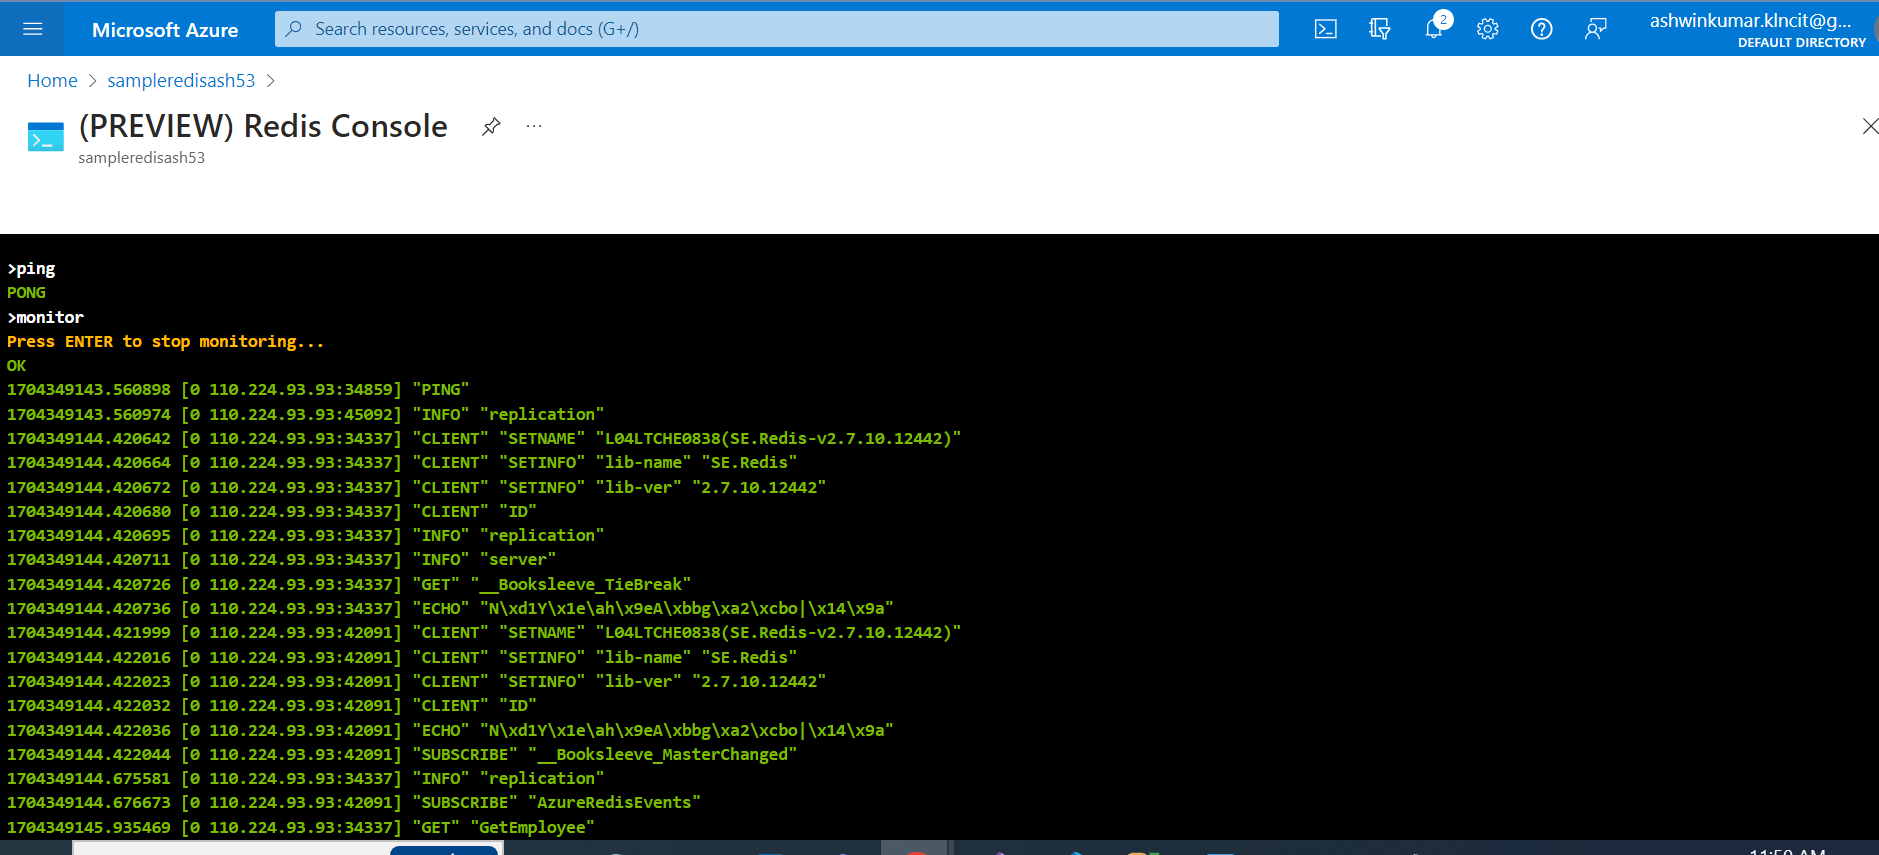 Microsoft Azure
Search resources, services, and docs (G+/)
2
ashwinkumar.klncit@g...
DEFAULT DIRECTORY
Home > sampleredisash53 >
(PREVIEW) Redis Console
sampleredisash53
>ping
PONG
>monitor
Press ENTER to stop monitoring...
OK
1704349143.560898 [0 110.224.93.93:34859] "PING"
1704349143.560974 [0 110.224.93.93:45092] "INFO" "replication"
1704349144.420642 [0 110.224.93.93:34337] "CLIENT" "SETNAME" "L04LTCHE0838(SE.Redis-v2.7.10.12442)"
1704349144.420664 [0 110.224.93.93:34337] "CLIENT" "SETINFO" "lib-name" "SE.Redis"
1704349144.420672 [0 110.224.93.93:34337] "CLIENT" "SETINFO" "lib-ver" "2.7.10.12442"
1704349144.420680 [0 110.224.93.93:34337] "CLIENT" "ID"
1704349144.420695 [0 110.224.93.93:34337] "INFO" "replication"
1704349144.420711 [0 110.224.93.93:34337] "INFO" "server"
1704349144.420726 [0 110.224.93.93:34337] "GET" "__Booksleeve_TieBreak"
1704349144.420736 [0 110.224.93.93:34337] "ECHO" "N\xd1Y\x1e\ah\x9eA\xbbg\xa2\xcbo|\x14\x9a"
1704349144.421999 [0 110.224.93.93:42091] "CLIENT" "SETNAME" "L04LTCHE0838(SE.Redis-v2.7.10.12442)"
1704349144.422016 [0 110.224.93.93:42091] "CLIENT" "SETINFO" "lib-name" "SE.Redis"
1704349144.422023 [0 110.224.93.93:42091] "CLIENT" "SETINFO" "lib-ver" "2.7.10.12442"
1704349144.422032 [0 110.224.93.93:42091] "CLIENT" "ID"
1704349144.422036 [0 110.224.93.93:42091] "ECHO" "N\xd1Y\x1e\ah\x9eA\xbbg\xa2\xcbo|\x14\x9a"
1704349144.422044 [0 110.224.93.93:42091] "SUBSCRIBE" "__Booksleeve_MasterChanged"
1704349144.675581 [0 110.224.93.93:34337] "INFO" "replication"
1704349144.676673 [0 110.224.93.93:42091] "SUBSCRIBE" "AzureRedisEvents"
1704349145.935469 [0 110.224.93.93:34337] "GET" "GetEmployee"